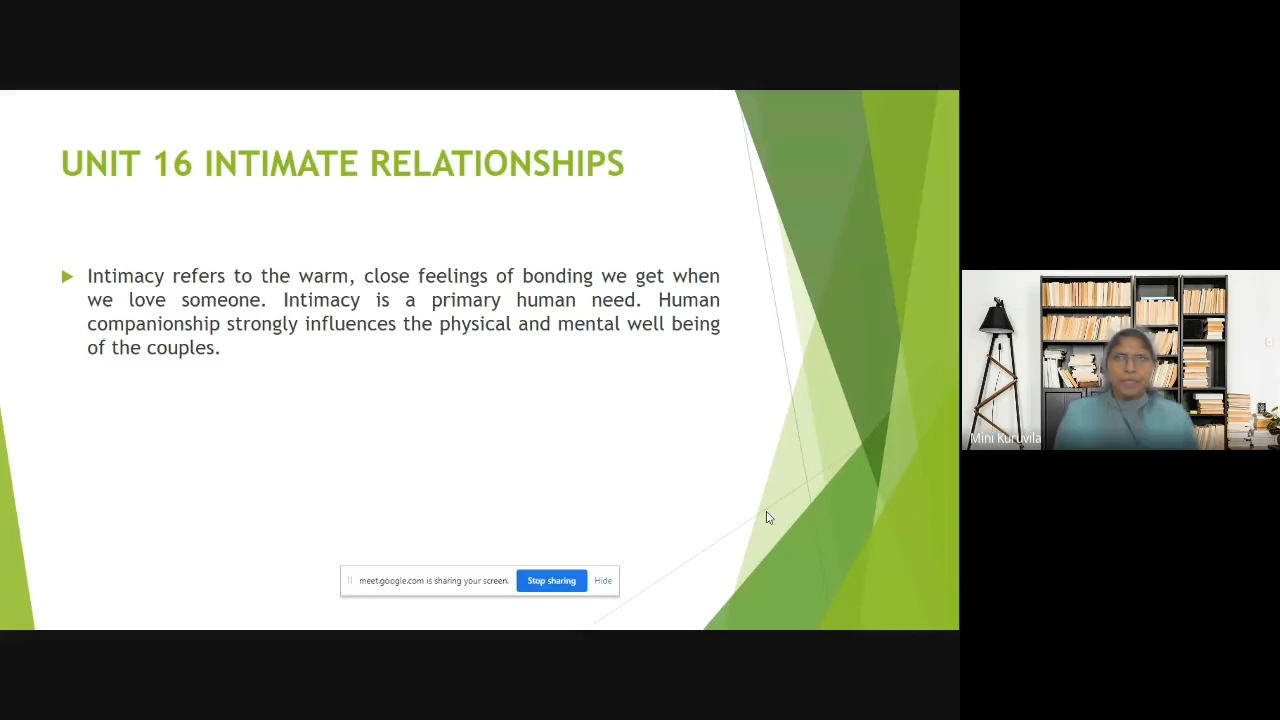 UNIT 16 INTIMATE RELATIONSHIPS
Intimacy refers to the warm, close feelings of bonding we get when
we love someone. Intimacy is a primary human need. Human
companionship strongly influences the physical and mental well being
of the couples.
Mini Kuruvila
meet.google.com is sharing your screen.
Stop sharing
Hide